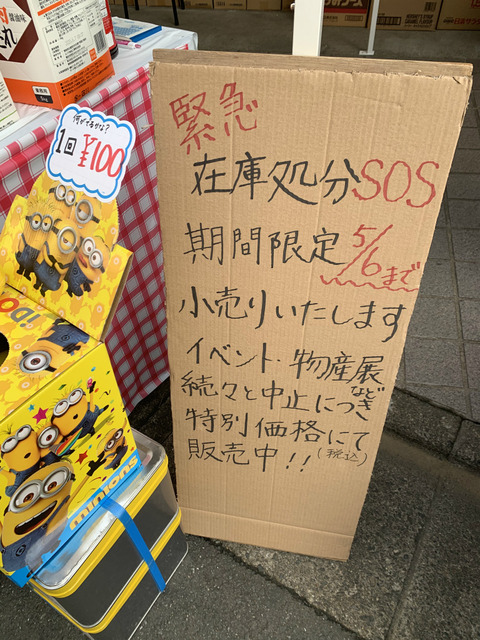 何がでるかな?
1回 ¥100
緊急
在庫処分SOS
期間限定5/6まで
小売りいたします
イベント・物産展など
続々と中止につき
特別価格にて
販売中!!(税込)
minions